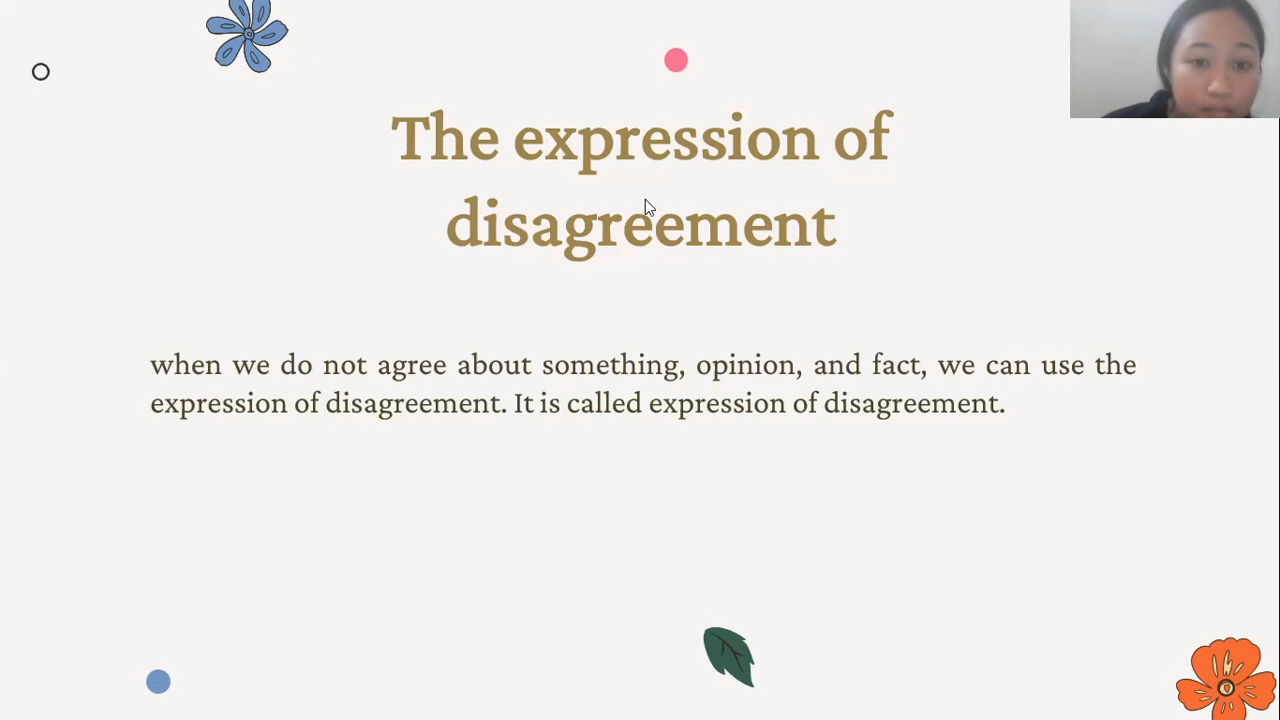 The expression of
disagreement
when we do not agree about something, opinion, and fact, we can use the
expression of disagreement. It is called expression of disagreement.